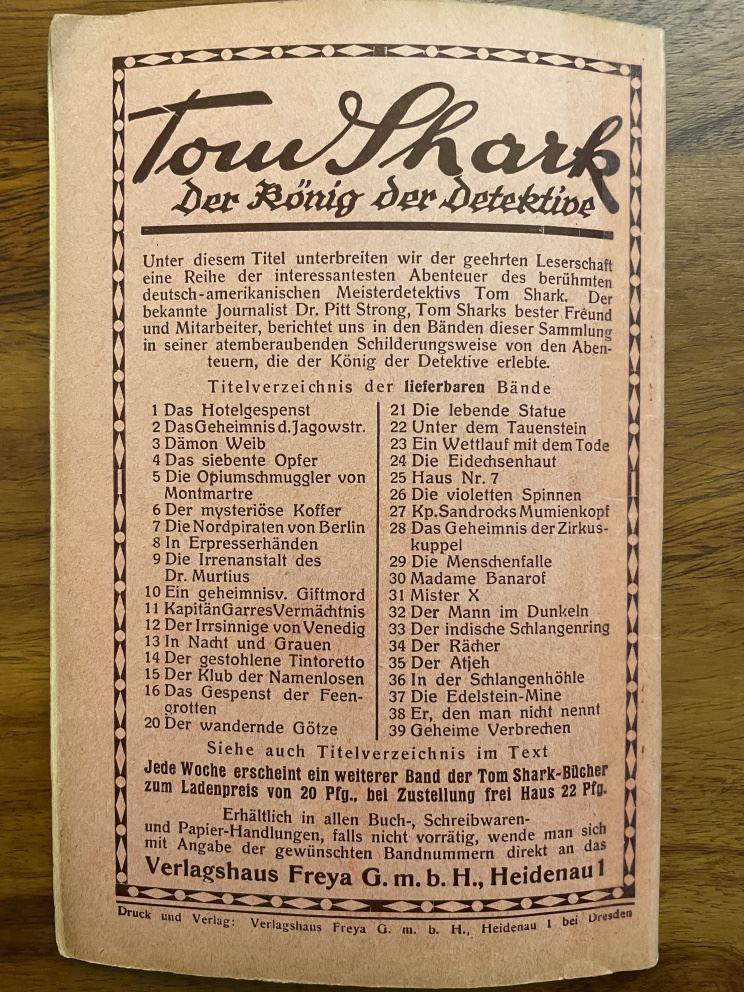 Tom Shark
Der König der Detektive
Unter diesem Titel unterbreiten wir der geehrten Leserschaft
eine Reihe der interessantesten Abenteuer des berühmten
deutsch-amerikanischen Meisterdetektivs Tom Shark. Der
bekannte Journalist Dr. Pitt Strong, Tom Sharks bester Freund
und Mitarbeiter, berichtet uns in den Bänden dieser Sammlung
in seiner atemberaubenden Schilderungsweise von den Aben-
teuern, die der König der Detektive erlebte.
Titelverzeichnis der lieferbaren Bände
1 Das Hotelgespenst
2 Das Geheimnis d. Jagowstr.
3 Dämon Weib
4 Das siebente Opfer
5 Die Opiumschmuggler von
Montmartre
6 Der mysteriöse Koffer
7 Die Nordpiraten von Berlin
8 In Erpresserhänden
9 Die Irrenanstalt des
Dr. Murtius
10 Ein geheimnisv. Giftmord
11 Kapitän Garres Vermächtnis
12 Der Irrsinnige von Venedig
13 In Nacht und Grauen
14 Der gestohlene Tintoretto
15 Der Klub der Namenlosen
16 Das Gespenst der Feen-
grotten
20 Der wandernde Götze
21 Die lebende Statue
22 Unter dem Tauenstein
23 Ein Wettlauf mit dem Tode
24 Die Eidechsenhaut
25 Haus Nr. 7
26 Die violetten Spinnen
27 Kp. Sandrocks Mumienkopf
28 Das Geheimnis der Zirkus-
kuppel
29 Die Menschenfalle
30 Madame Banarof
31 Mister X
32 Der Mann im Dunkeln
33 Der indische Schlangenring
34 Der Rächer
35 Der Atjeh
36 In der Schlangenhöhle
37 Die Edelstein-Mine
38 Er, den man nicht nennt
39 Geheime Verbrechen
Siehe auch Titelverzeichnis im Text
Jede Woche erscheint ein weiterer Band der Tom Shark-Bücher
zum Ladenpreis von 20 Pfg., bei Zustellung frei Haus 22 Pfg.
Erhältlich in allen Buch-, Schreibwaren-
und Papier-Handlungen, falls nicht vorrätig, wende man sich
mit Angabe der gewünschten Bandnummern direkt an das
Verlagshaus Freya G. m. b. H., Heidenau 1
Druck und Verlag: Verlagshaus Freya G. m. b. H., Heidenau 1 bei Dresden